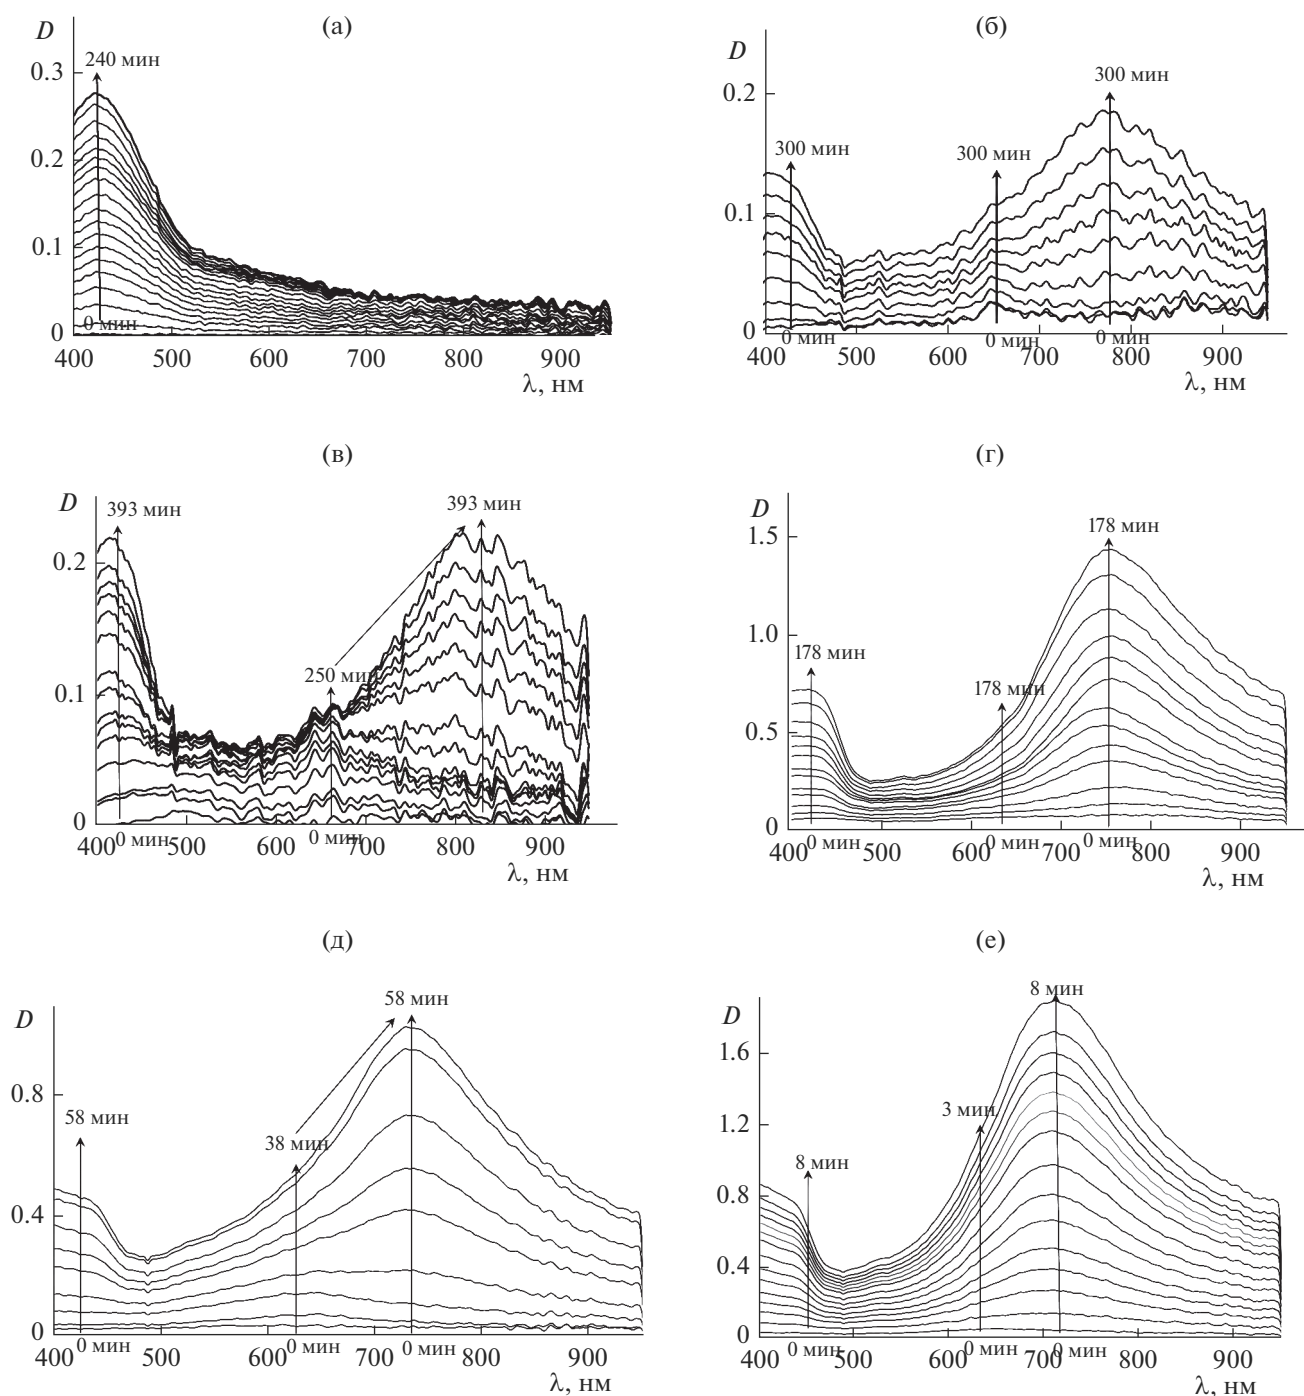 (а)
D
240 мин
0.3
0.2
0.1
0 мин
0
400 500 600 700 800 900
λ, нм
(б)
D
300 мин
0.2
300 мин
300 мин
0.1
0
400 0 мин 500 600 0 мин 700 0 мин 800 900
λ, нм
(в)
D
393 мин
393 мин
0.2
250 мин
0.1
0
400 0 мин 500 600 0 мин 700 800 900
λ, нм
(г)
D
1.5
178 мин
1.0
178 мин
178 мин
0.5
0
400 0 мин 500 600 0 мин 700 0 мин 800 900
λ, нм
(д)
D
58 мин
0.8
58 мин
38 мин
0.4
0
400 0 мин 500 600 0 мин 700 0 мин 800 900
λ, нм
(е)
D
8 мин
1.6
3 мин
1.2
8 мин
0.8
0.4
0
400 0 мин 500 600 0 мин 700 0 мин 800 900
λ, нм